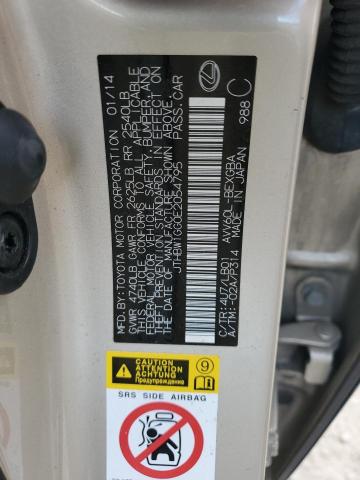 MFD. BY: TOYOTA MOTOR CORPORATION 01/14
GVWR 4740LB GAWR FR 2625LB RR 2540LB
THIS VEHICLE CONFORMS TO ALL APPLICABLE
FEDERAL MOTOR VEHICLE SAFETY, BUMPER, AND
THEFT PREVENTION STANDARDS IN EFFECT ON
THE DATE OF MANUFACTURE SHOWN ABOVE.
PASS. CAR
C/TR: 4U7/LB01 AVV60L-BEXGBA
A/TM: -02A/P314 MADE IN JAPAN
988 C
CAUTION
ATTENTION
ACHTUNG
Предупреждение
9
SRS SIDE AIRBAG